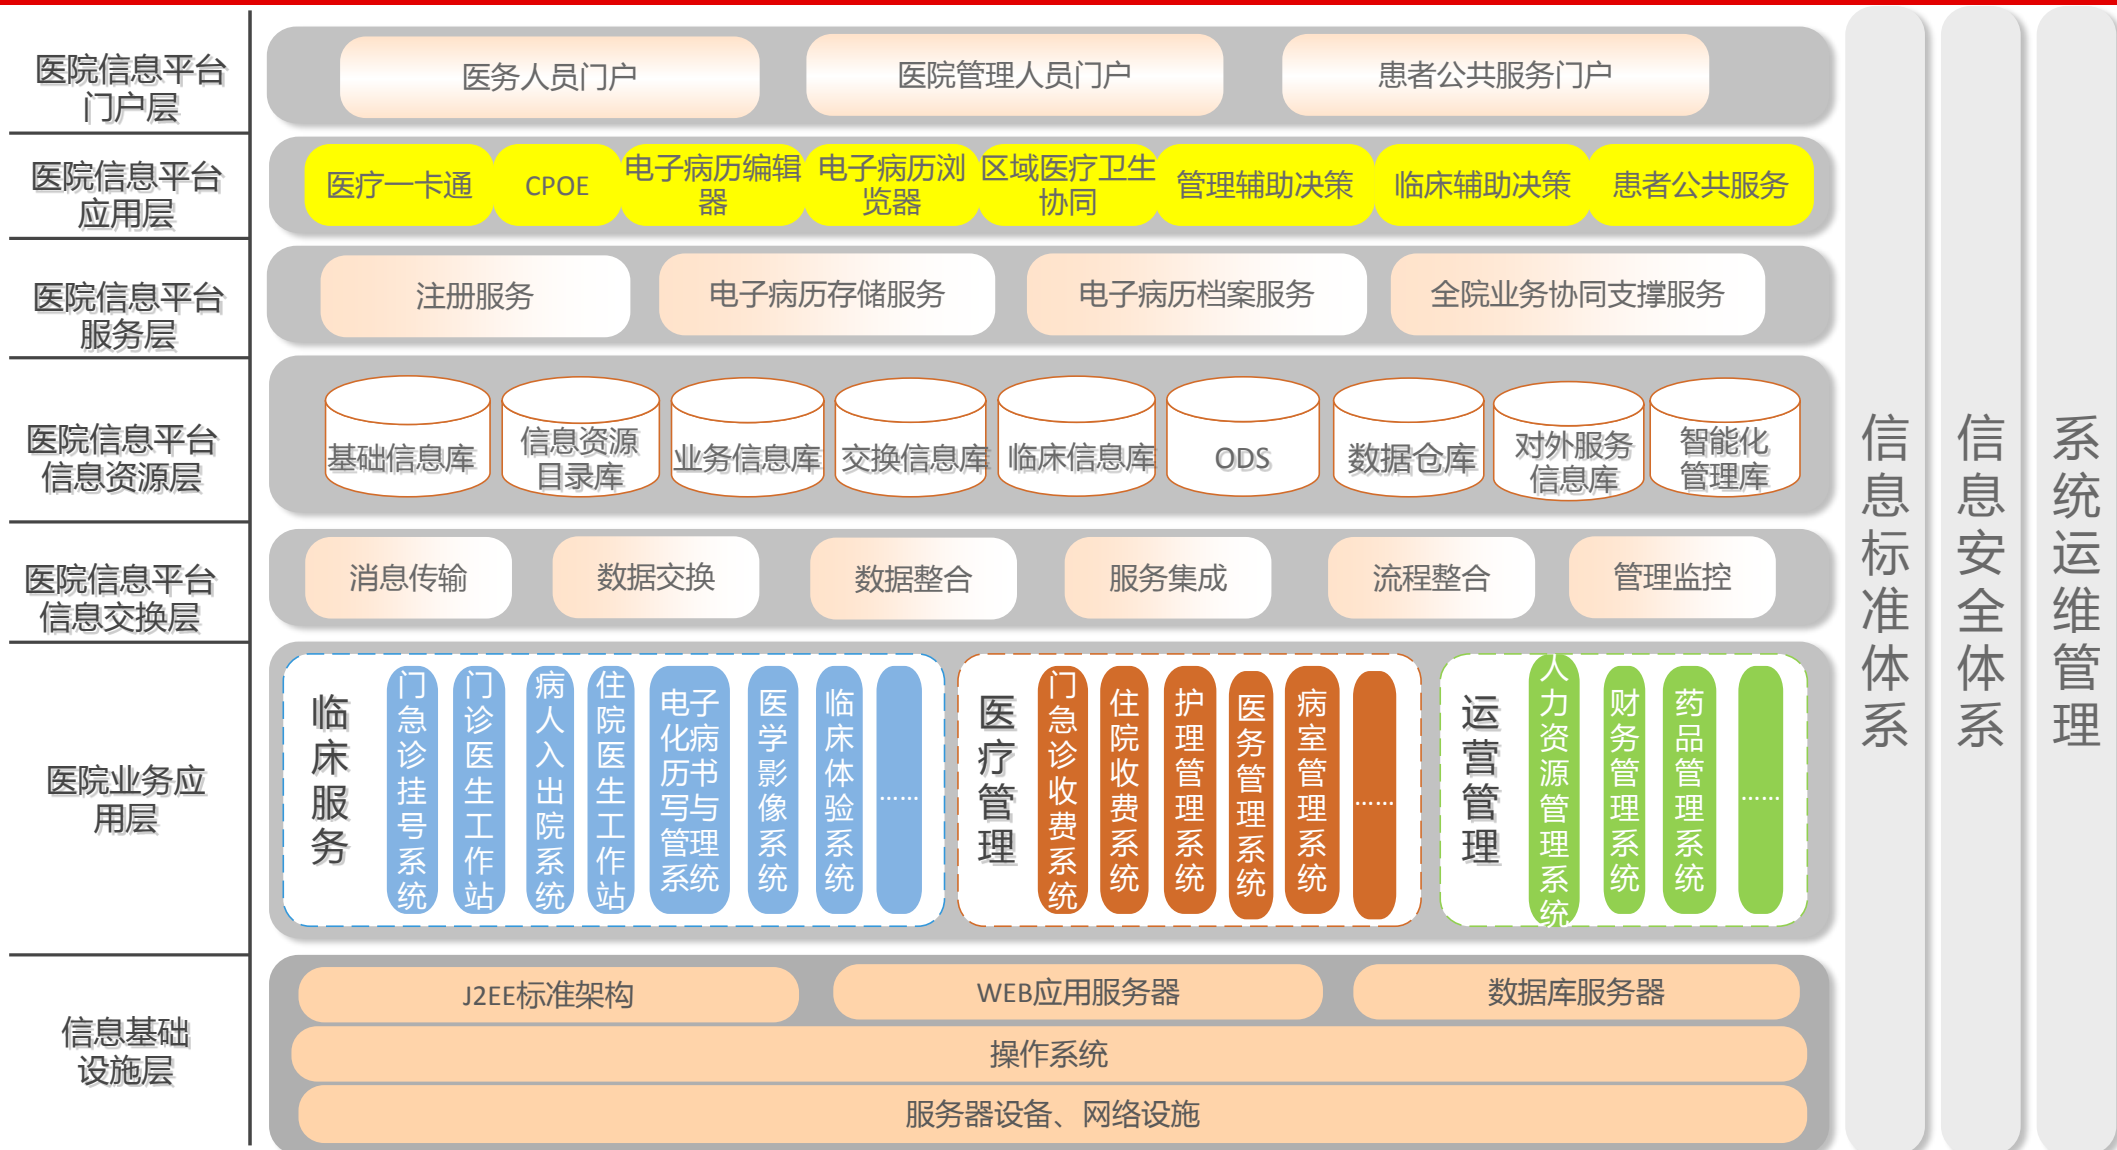 医院信息平台
门户层
医务人员门户
医院管理人员门户
患者公共服务门户
医院信息平台
应用层
医疗一卡通
CPOE
电子病历编辑
器
电子病历浏
览器
区域医疗卫生
协同
管理辅助决策
临床辅助决策
患者公共服务
医院信息平台
服务层
注册服务
电子病历存储服务
电子病历档案服务
全院业务协同支撑服务
医院信息平台
信息资源层
基础信息库
信息资源
目录库
业务信息库
交换信息库
临床信息库
ODS
数据仓库
对外服务
信息库
智能化
管理库
医院信息平台
信息交换层
消息传输
数据交换
数据整合
服务集成
流程整合
管理监控
医院业务应
用层
临床服务
门急诊挂号系统
门诊医生工作站
病人入出院系统
住院医生工作站
电子
化病
历书
写与
管理
系统
医学影像系统
临床体验系统
……
医疗管理
门急诊收费系统
住院收费系统
护理管理系统
医务管理系统
病室管理系统
……
运营管理
人力资源管理系统
财务管理系统
药品管理系统
……
信息基础
设施层
J2EE标准架构
WEB应用服务器
数据库服务器
操作系统
服务器设备、网络设施
信息标准体系
信息安全体系
系统运维管理